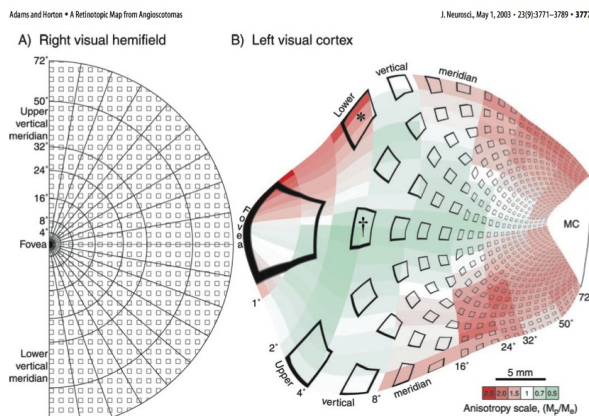 Adams and Horton • A Retinotopic Map from Angioscotomas
J. Neurosci., May 1, 2003 • 23(9):3771–3789 • 3777
A) Right visual hemifield
72˚
50˚
Upper
vertical
meridian
32˚
24˚
16˚
8˚
4˚
Fovea
Lower
vertical
meridian
B) Left visual cortex
Lower
vertical
meridian
*
Fovea
†
MC
1˚
2˚
Upper
4˚
vertical
8˚
meridian
16˚
24˚
32˚
50˚
72˚
5 mm
2.0
1.5
1
0.7
0.5
Anisotropy scale, (Mp/Me)